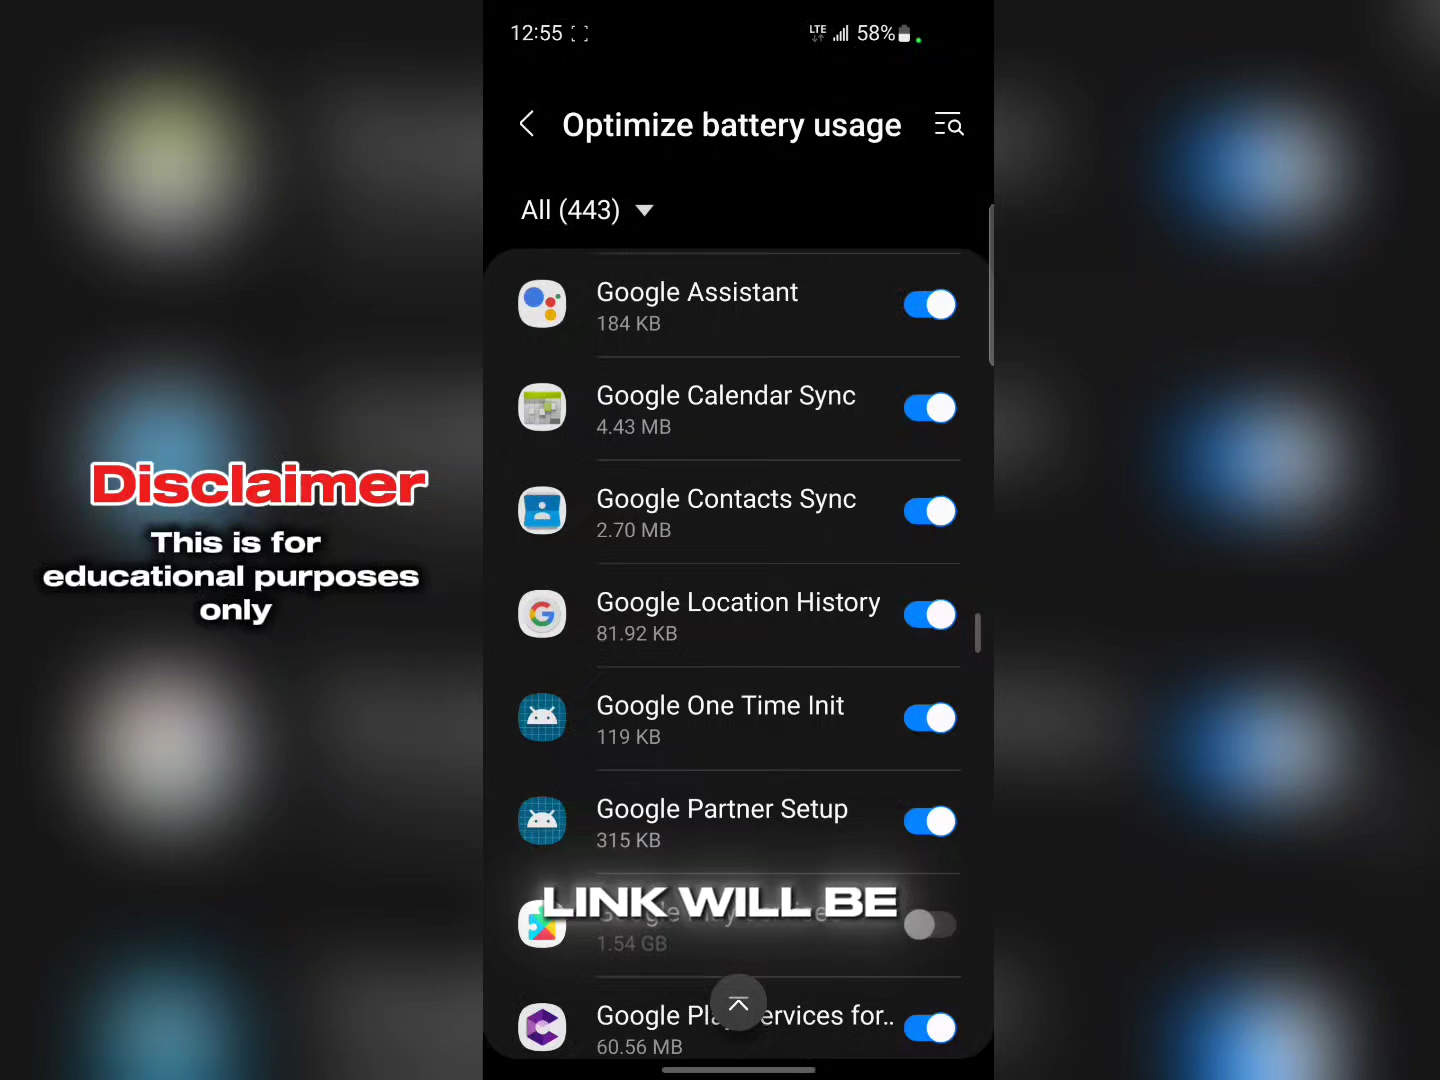 12:55
LTE
58%
Optimize battery usage
All (443)
Google Assistant
184 KB
Google Calendar Sync
4.43 MB
Google Contacts Sync
2.70 MB
Google Location History
81.92 KB
Google One Time Init
119 KB
Google Partner Setup
315 KB
LINK WILL BE
Google
1.54 GB
Google
for..
60.56 MB
Disclaimer
This is for
educational purposes
only